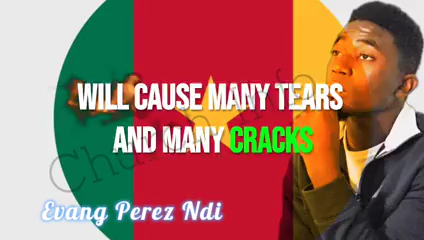 WILL CAUSE MANY TEARS
AND MANY CRACKS
Evang Perez Ndi